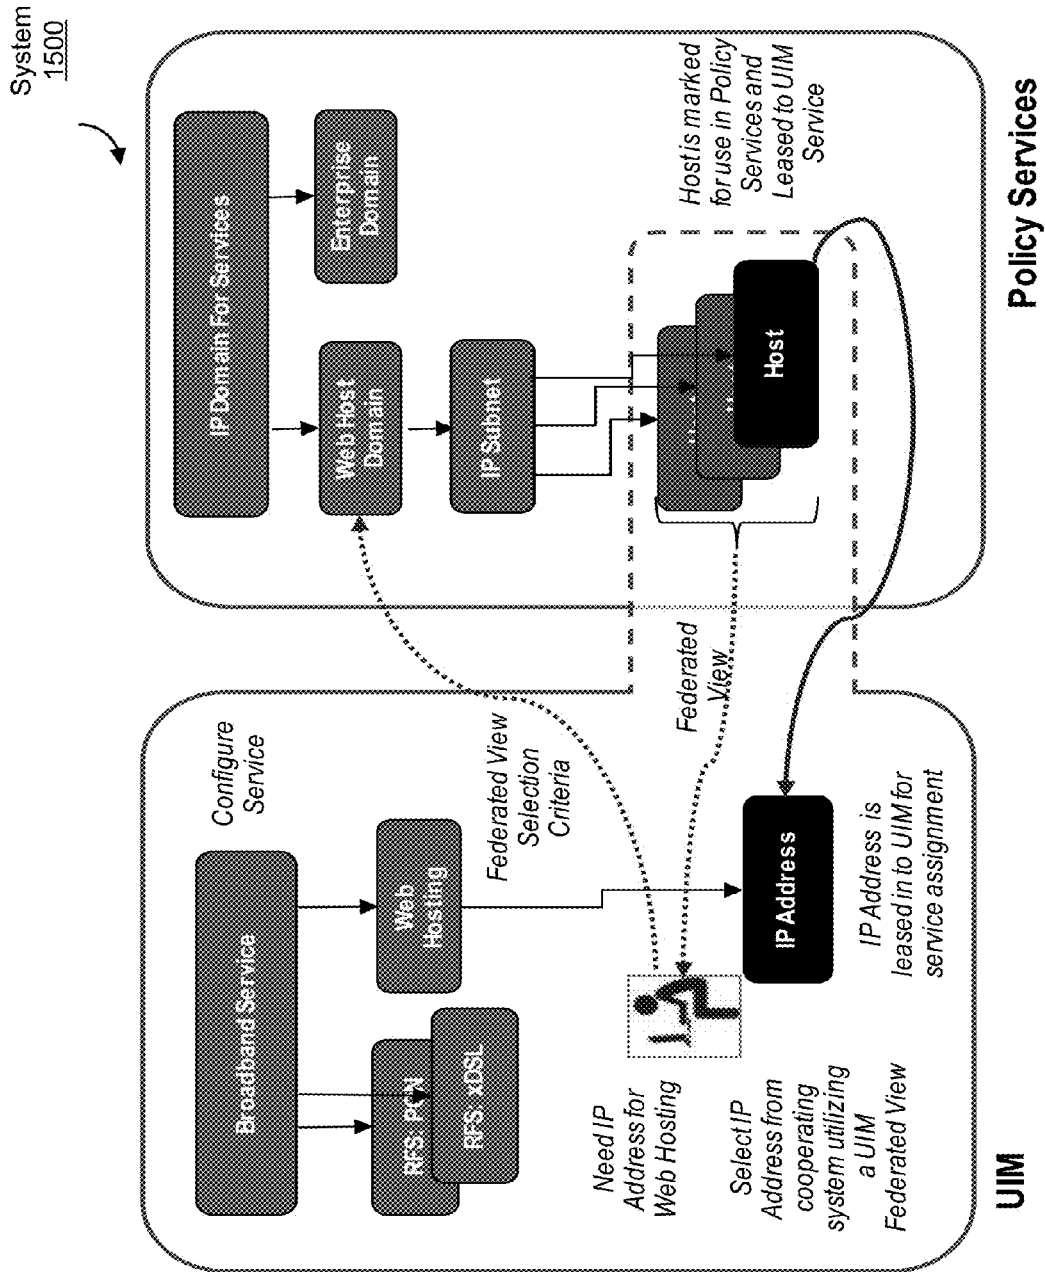 System
1500
UIM
Policy Services
Broadband Service
Configure
Service
RFS: PCN
RFS: xDSL
Web
Hosting
Need IP
Address for
Web Hosting
Select IP
Address from
cooperating
system utilizing
a UIM
Federated View
Federated View
Selection
Criteria
Federated
View
IP Address
IP Address is
leased in to UIM for
service assignment
IP Domain For Services
Web Host
Domain
Enterprise
Domain
IP Subnet
Host
Host is marked
for use in Policy
Services and
Leased to UIM
Service